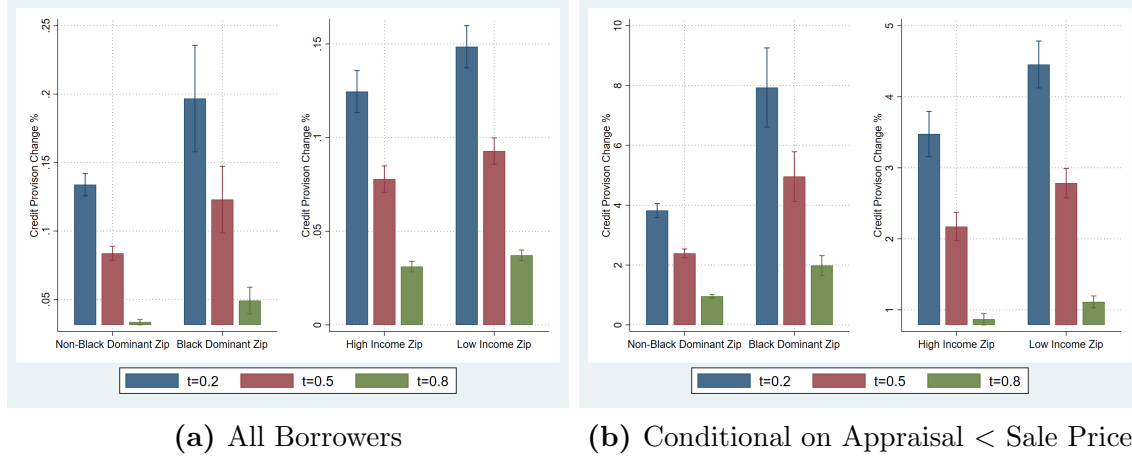 Credit Provison Change %
.25
.2
.15
.1
.05
Non-Black Dominant Zip Black Dominant Zip
Credit Provison Change %
.15
.1
.05
0
High Income Zip Low Income Zip
t=0.2 t=0.5 t=0.8
(a) All Borrowers
Credit Provison Change %
10
8
6
4
2
0
Non-Black Dominant Zip Black Dominant Zip
Credit Provison Change %
5
4
3
2
1
High Income Zip Low Income Zip
t=0.2 t=0.5 t=0.8
(b) Conditional on Appraisal < Sale Price